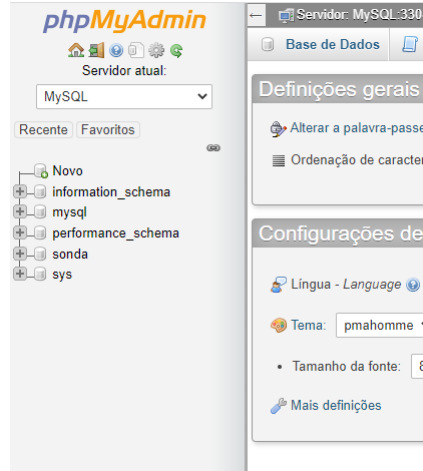 phpMyAdmin
Servidor atual:
MySQL
Recente Favoritos
Novo
information_schema
mysql
performance_schema
sonda
sys
Servidor: MySQL:330
Base de Dados
Definições gerais
Alterar a palavra-passe
Ordenação de caracter
Configurações de
Língua - Language
Tema: pmahomme
Tamanho da fonte: 8
Mais definições